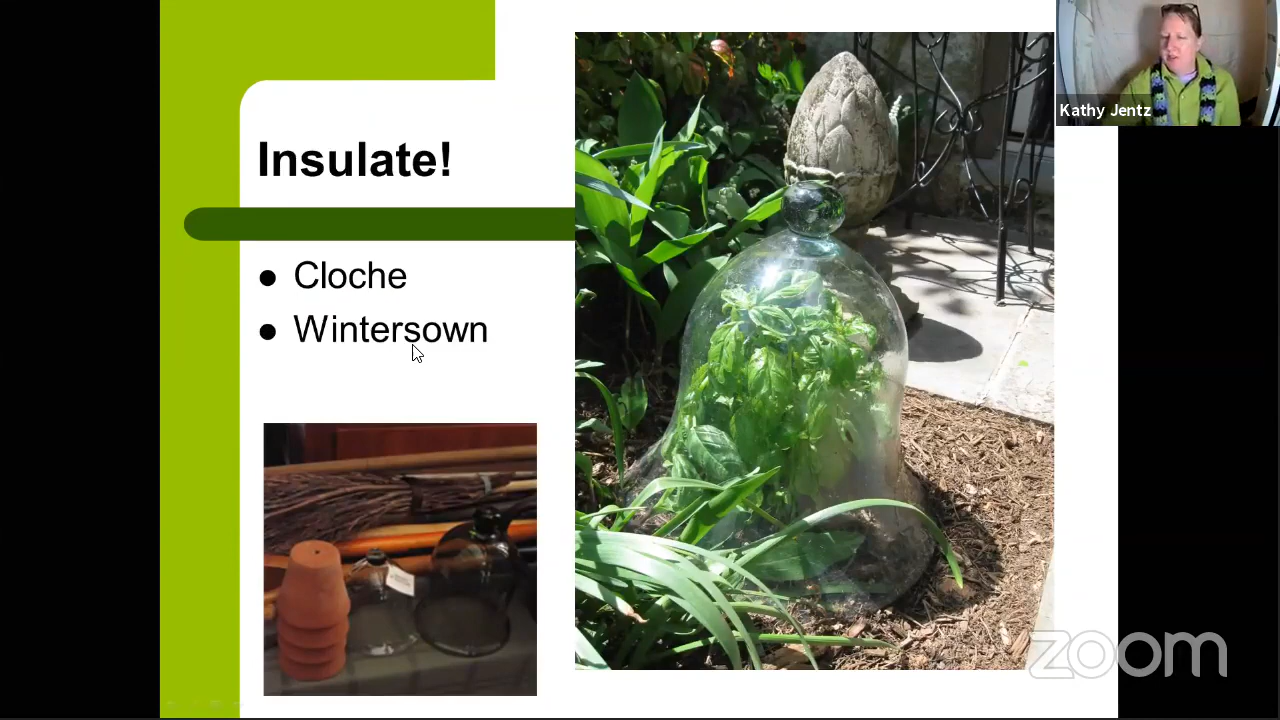 Insulate!
● Cloche
● Wintersown
Kathy Jentz
zoom